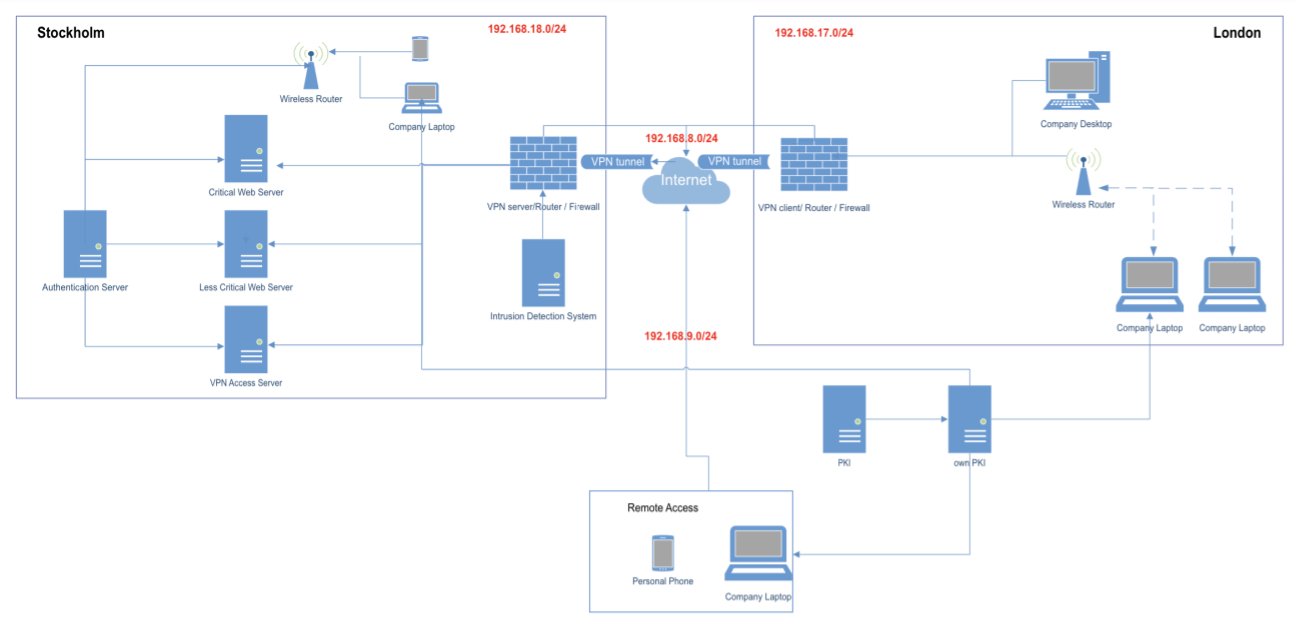 Stockholm
192.168.18.0/24
192.168.17.0/24
London
Wireless Router
Company Laptop
Company Desktop
192.168.8.0/24
VPN tunnel
VPN tunnel
Internet
Critical Web Server
VPN server/Router / Firewall
VPN client/ Router / Firewall
Wireless Router
Authentication Server
Less Critical Web Server
Intrusion Detection System
Company Laptop
Company Laptop
192.168.9.0/24
VPN Access Server
PKI
own PKI
Remote Access
Personal Phone
Company Laptop